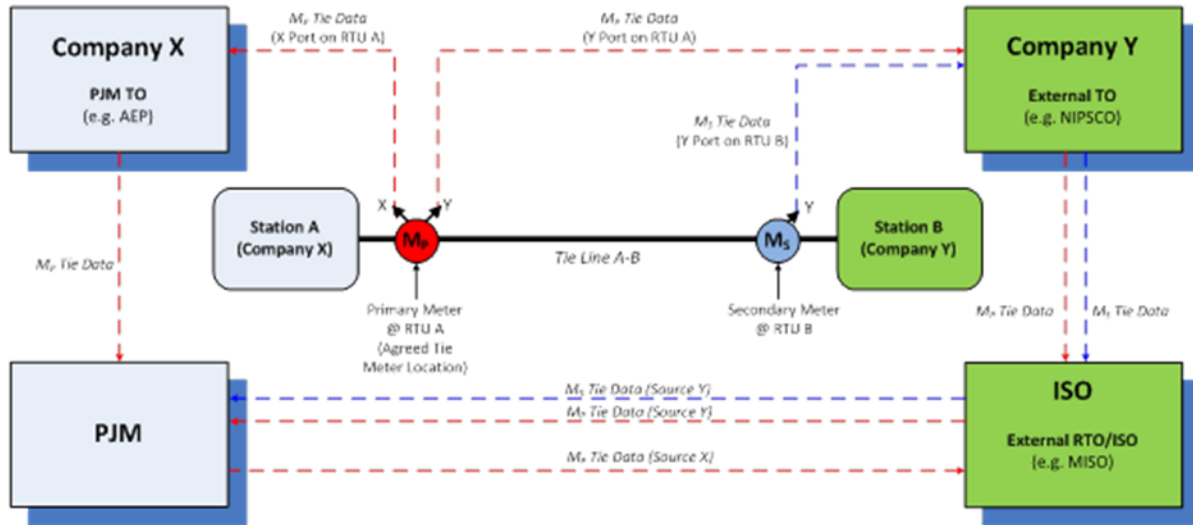 Mₚ Tie Data
(X Port on RTU A)
Mₚ Tie Data
(Y Port on RTU A)
Company X
PJM TO
(e.g. AEP)
Company Y
External TO
(e.g. NIPSCO)
Mₛ Tie Data
(Y Port on RTU B)
X
Y
Y
Station A
(Company X)
Mₚ
Mₛ
Station B
(Company Y)
Tie Line A-B
Mₚ Tie Data
Primary Meter
@ RTU A
(Agreed Tie
Meter Location)
Secondary Meter
@ RTU B
Mₚ Tie Data
Mₛ Tie Data
PJM
Mₛ Tie Data (Source Y)
Mₚ Tie Data (Source Y)
Mₚ Tie Data (Source X)
ISO
External RTO/ISO
(e.g. MISO)